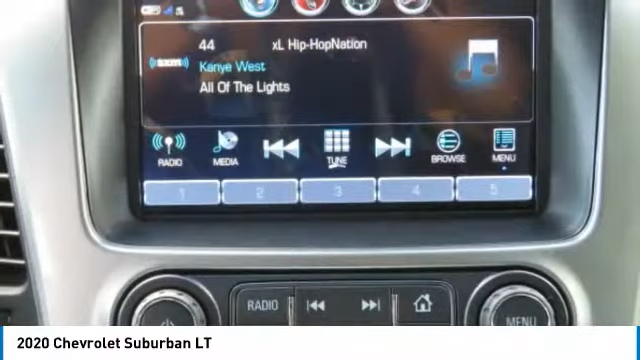 44 xL Hip-HopNation
((sxm))
Kanye West
All Of The Lights
RADIO MEDIA TUNE BROWSE MENU
1 2 3 4 5
RADIO MENU
2020 Chevrolet Suburban LT